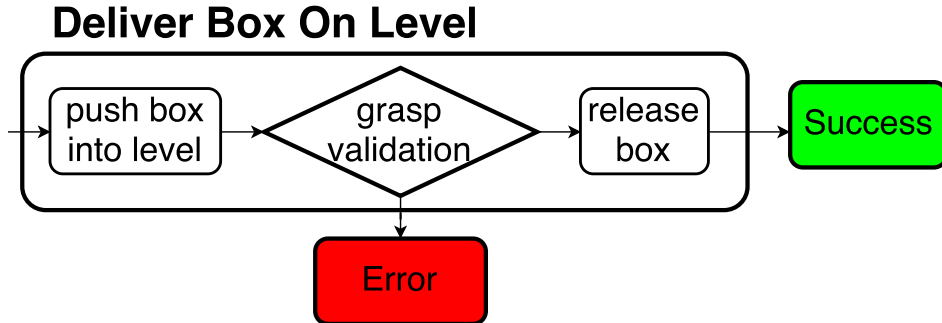 Deliver Box On Level
push box
into level
grasp
validation
release
box
Success
Error